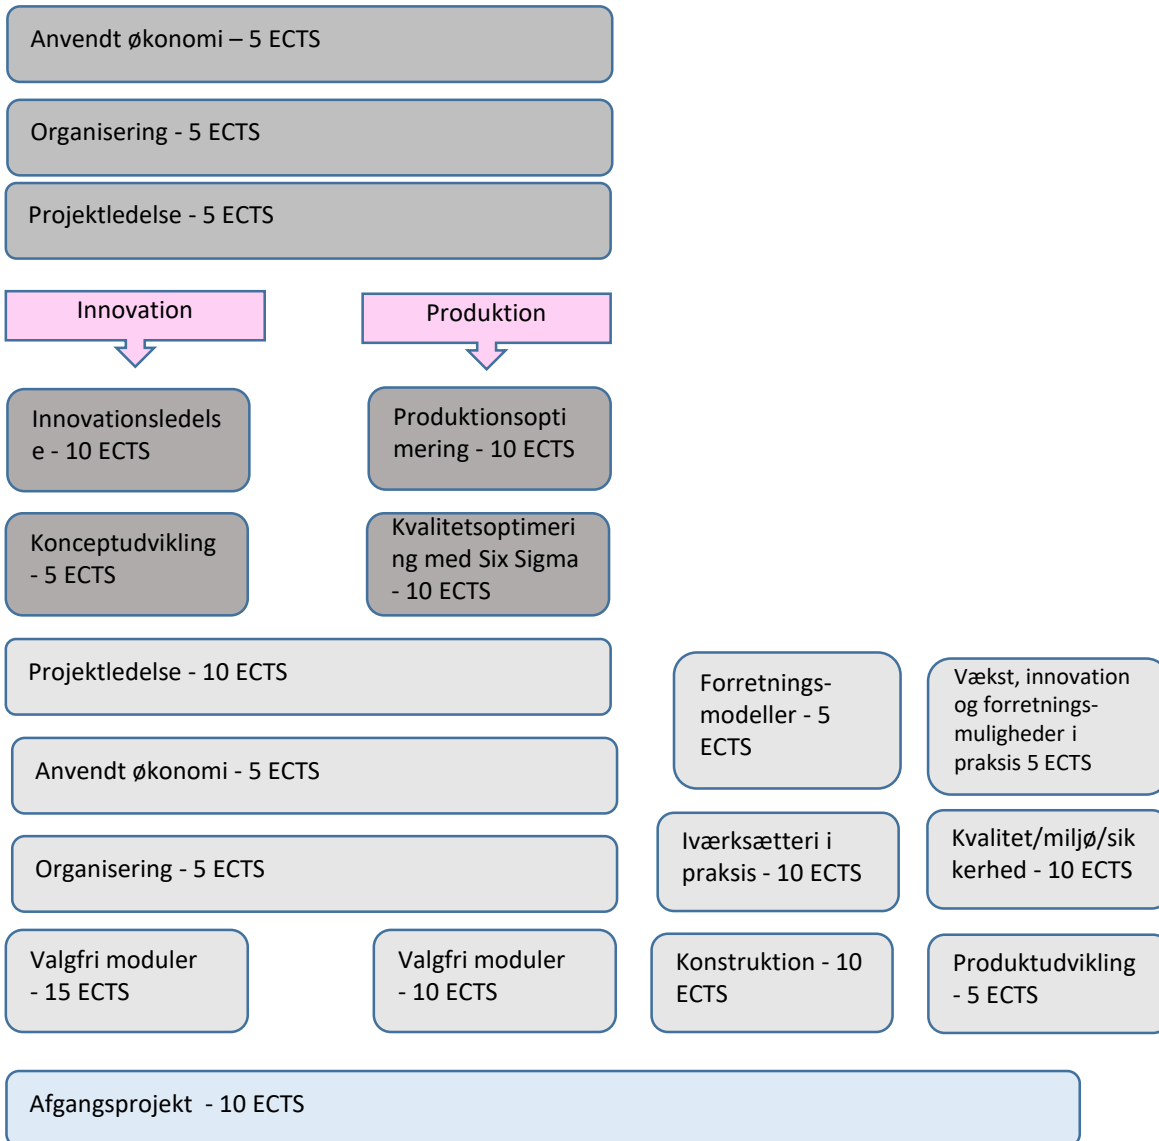 Anvendt økonomi – 5 ECTS
Organisering - 5 ECTS
Projektledelse - 5 ECTS
Innovation
Produktion
Innovationsledels
e - 10 ECTS
Produktionsopti
mering - 10 ECTS
Konceptudvikling
- 5 ECTS
Kvalitetsoptimeri
ng med Six Sigma
- 10 ECTS
Projektledelse - 10 ECTS
Forretnings-
modeller - 5
ECTS
Vækst, innovation
og forretnings-
muligheder i
praksis 5 ECTS
Anvendt økonomi - 5 ECTS
Organisering - 5 ECTS
Iværksætteri i
praksis - 10 ECTS
Kvalitet/miljø/sik
kerhed - 10 ECTS
Valgfri moduler
- 15 ECTS
Valgfri moduler
- 10 ECTS
Konstruktion - 10
ECTS
Produktudvikling
- 5 ECTS
Afgangsprojekt  - 10 ECTS